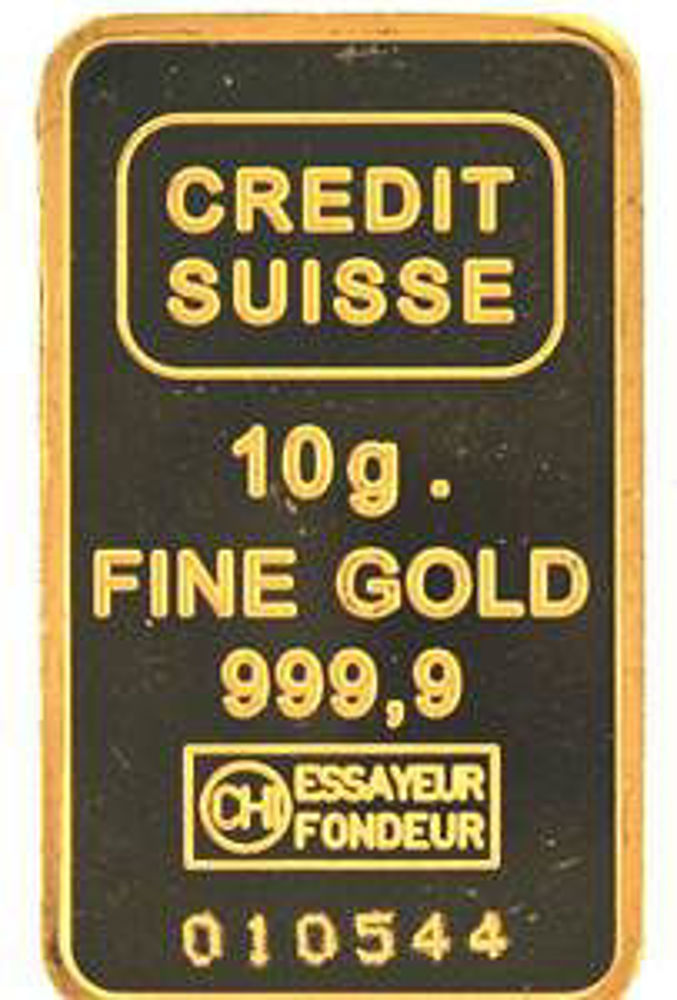 CREDIT
SUISSE
10g.
FINE GOLD
999,9
CHI ESSAYEUR
FONDEUR
010544